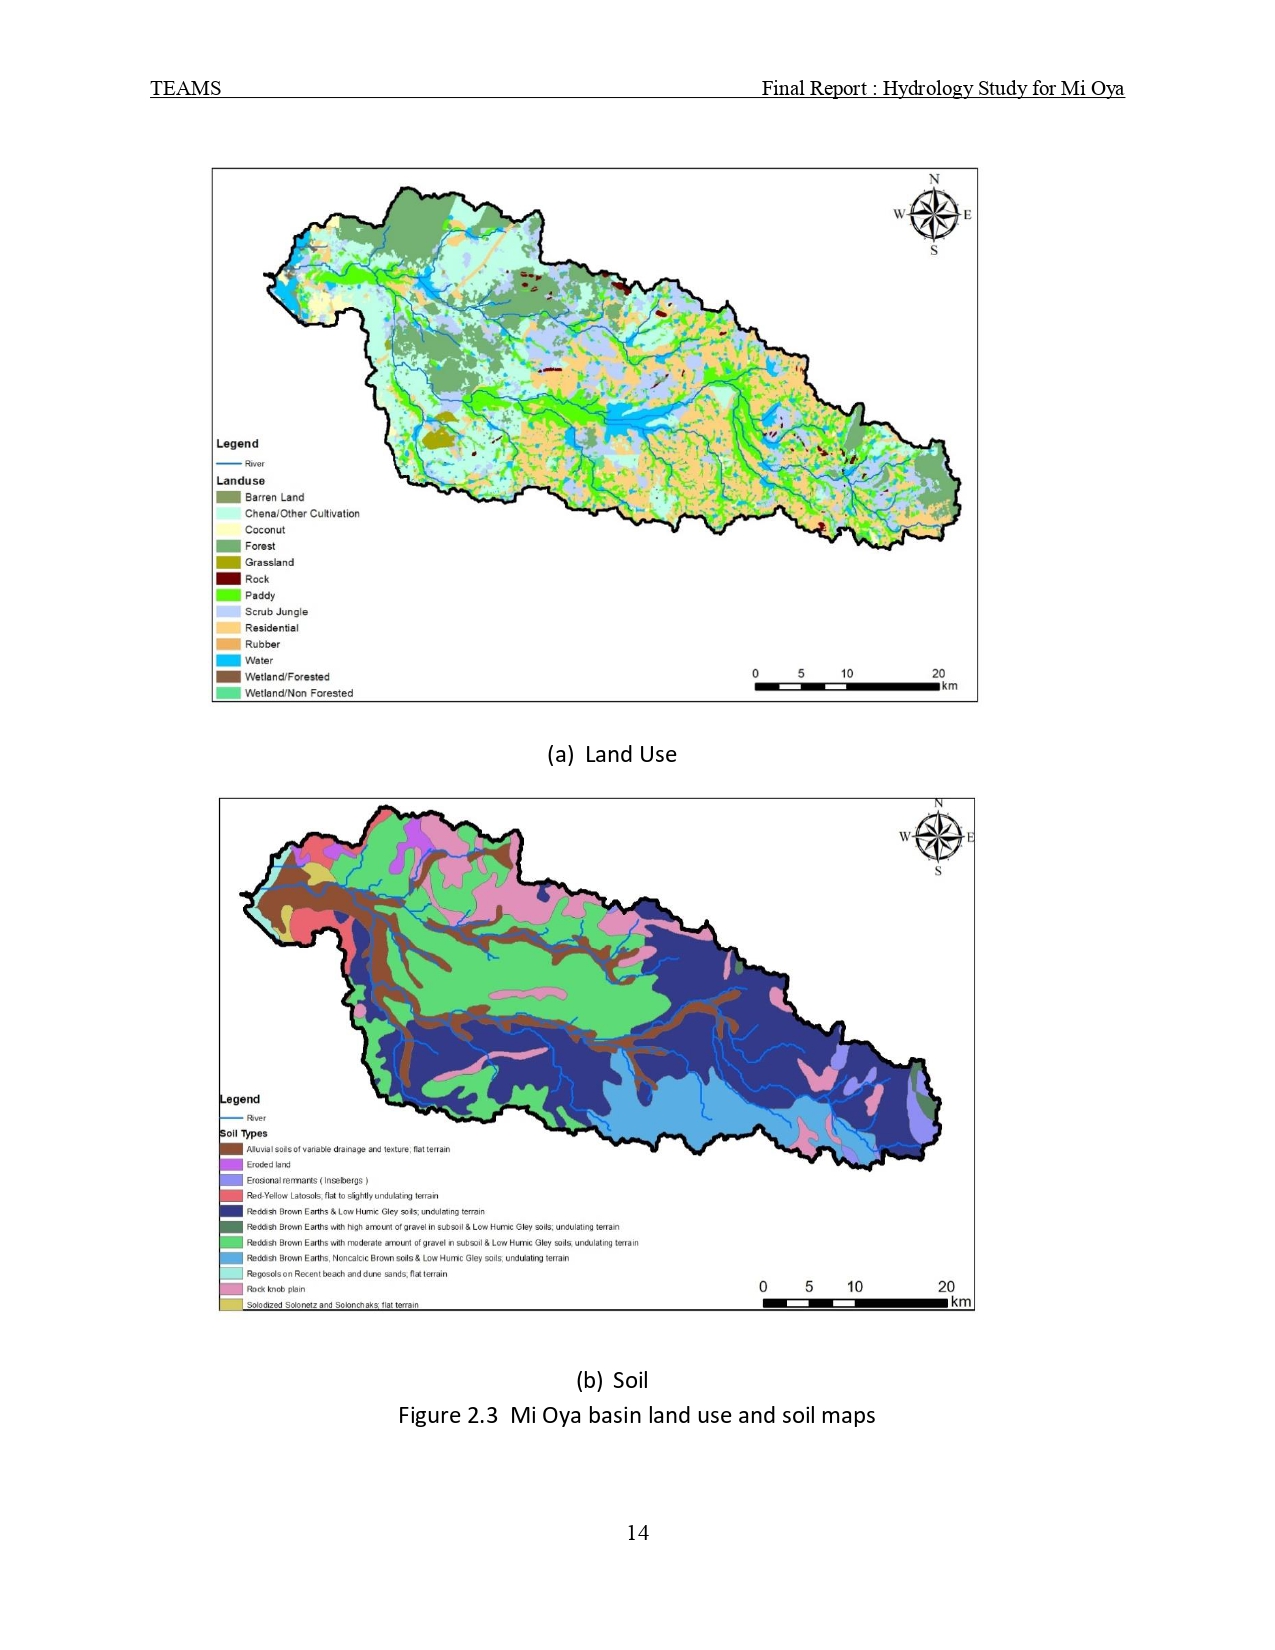 TEAMS Final Report : Hydrology Study for Mi Oya
N
W E
S
Legend
River
Landuse
Barren Land
Chena/Other Cultivation
Coconut
Forest
Grassland
Rock
Paddy
Scrub Jungle
Residential
Rubber
Water
Wetland/Forested
Wetland/Non Forested
0 5 10 20
km
(a) Land Use
N
W E
S
Legend
River
Soil Types
Alluvial soils of variable drainage and texture; flat terrain
Eroded land
Erosional remnants ( Inselbergs )
Red-Yellow Latosols; flat to slightly undulating terrain
Reddish Brown Earths & Low Humic Gley soils; undulating terrain
Reddish Brown Earths with high amount of gravel in subsoil & Low Humic Gley soils; undulating terrain
Reddish Brown Earths with moderate amount of gravel in subsoil & Low Humic Gley soils; undulating terrain
Reddish Brown Earths, Noncalcic Brown soils & Low Humic Gley soils; undulating terrain
Regosols on Recent beach and dune sands; flat terrain
Rock knob plain
Solodized Solonetz and Solonchaks; flat terrain
0 5 10 20
km
(b) Soil
Figure 2.3 Mi Oya basin land use and soil maps
14